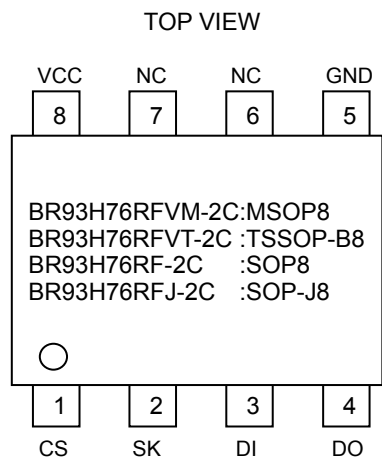 TOP VIEW
VCC NC NC GND
8 7 6 5
BR93H76RFVM-2C:MSOP8
BR93H76RFVT-2C :TSSOP-B8
BR93H76RF-2C :SOP8
BR93H76RFJ-2C :SOP-J8
1 2 3 4
CS SK DI DO